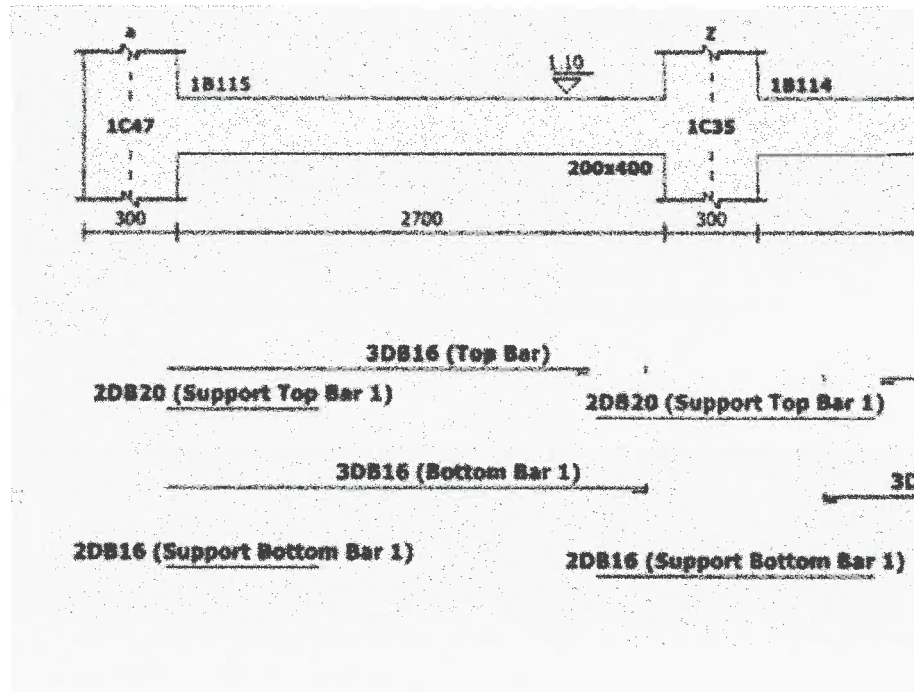 a
Z
1B115
1.10
1B114
1C47
1C35
200x400
300
2700
300
3DB16 (Top Bar)
2DB20 (Support Top Bar 1)
2DB20 (Support Top Bar 1)
3DB16 (Bottom Bar 1)
3D
2DB16 (Support Bottom Bar 1)
2DB16 (Support Bottom Bar 1)